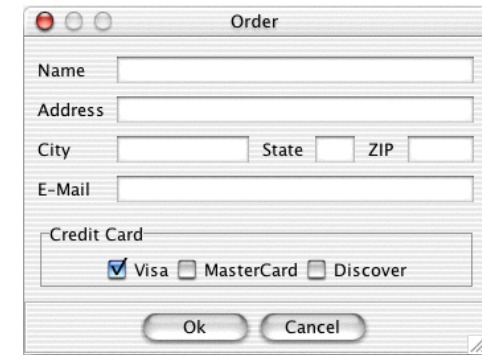 Order
Name
Address
City State ZIP
E-Mail
Credit Card
Visa MasterCard Discover
Ok Cancel